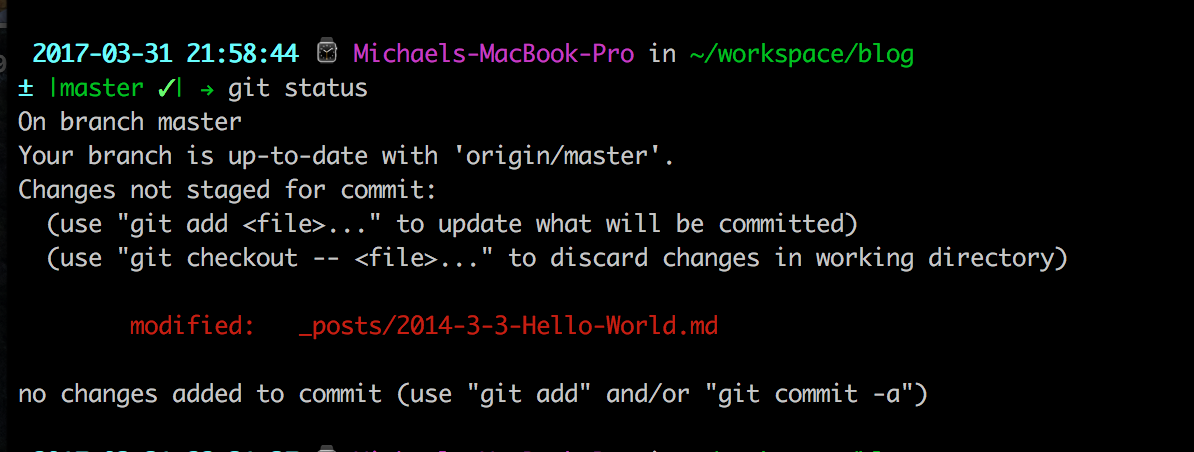 2017-03-31 21:58:44 ⌚ Michaels-MacBook-Pro in ~/workspace/blog
± |master ✓| → git status
On branch master
Your branch is up-to-date with 'origin/master'.
Changes not staged for commit:
  (use "git add <file>..." to update what will be committed)
  (use "git checkout -- <file>..." to discard changes in working directory)
        modified:   _posts/2014-3-3-Hello-World.md
no changes added to commit (use "git add" and/or "git commit -a")